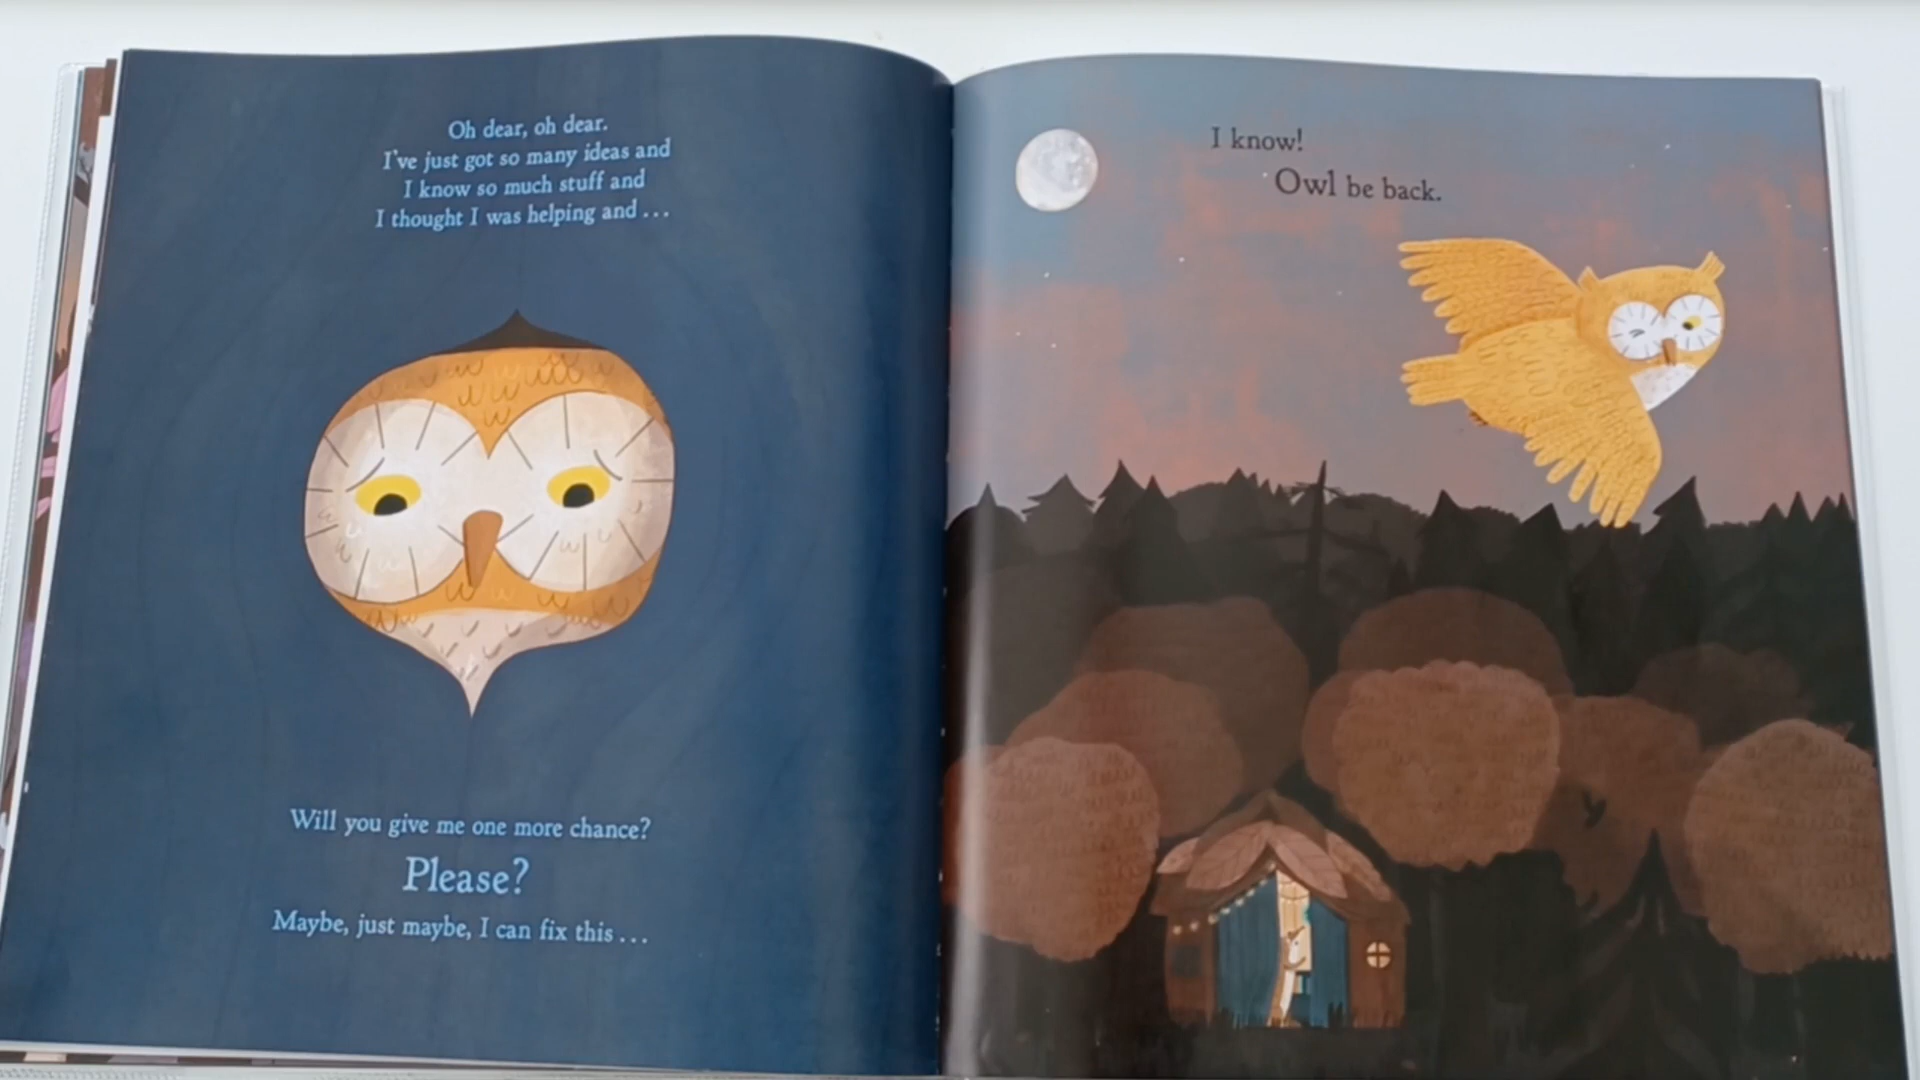 Oh dear, oh dear.
I've just got so many ideas and
I know so much stuff and
I thought I was helping and ...
Will you give me one more chance?
Please?
Maybe, just maybe, I can fix this ...
I know!
Owl be back.